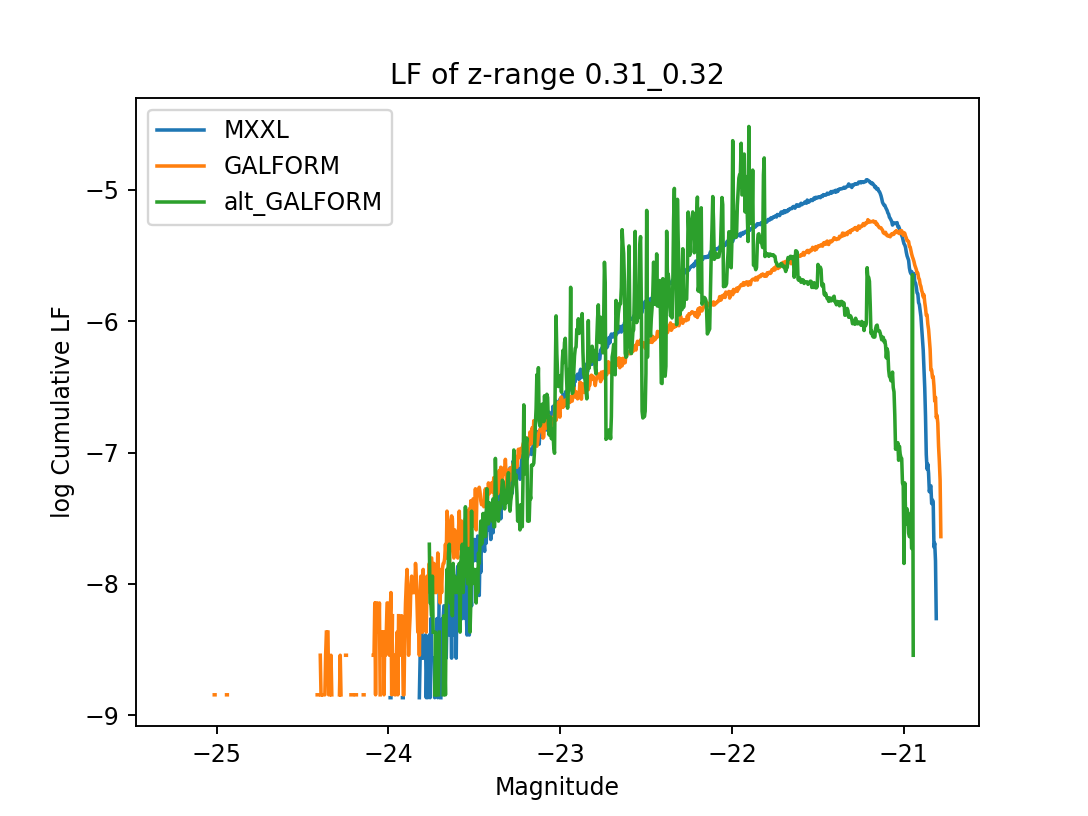 LF of z-range 0.31_0.32
MXXL
GALFORM
alt_GALFORM
−5
−6
−7
−8
−9
log Cumulative LF
−25
−24
−23
−22
−21
Magnitude